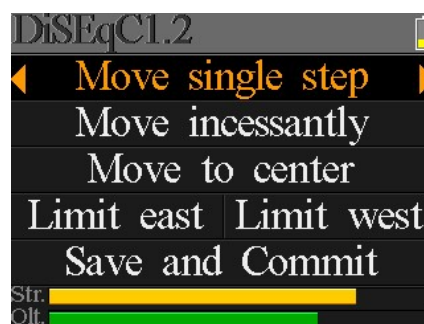 DiSEqC1.2
Move single step
Move incessantly
Move to center
Limit east Limit west
Save and Commit
Str.
Qlt.